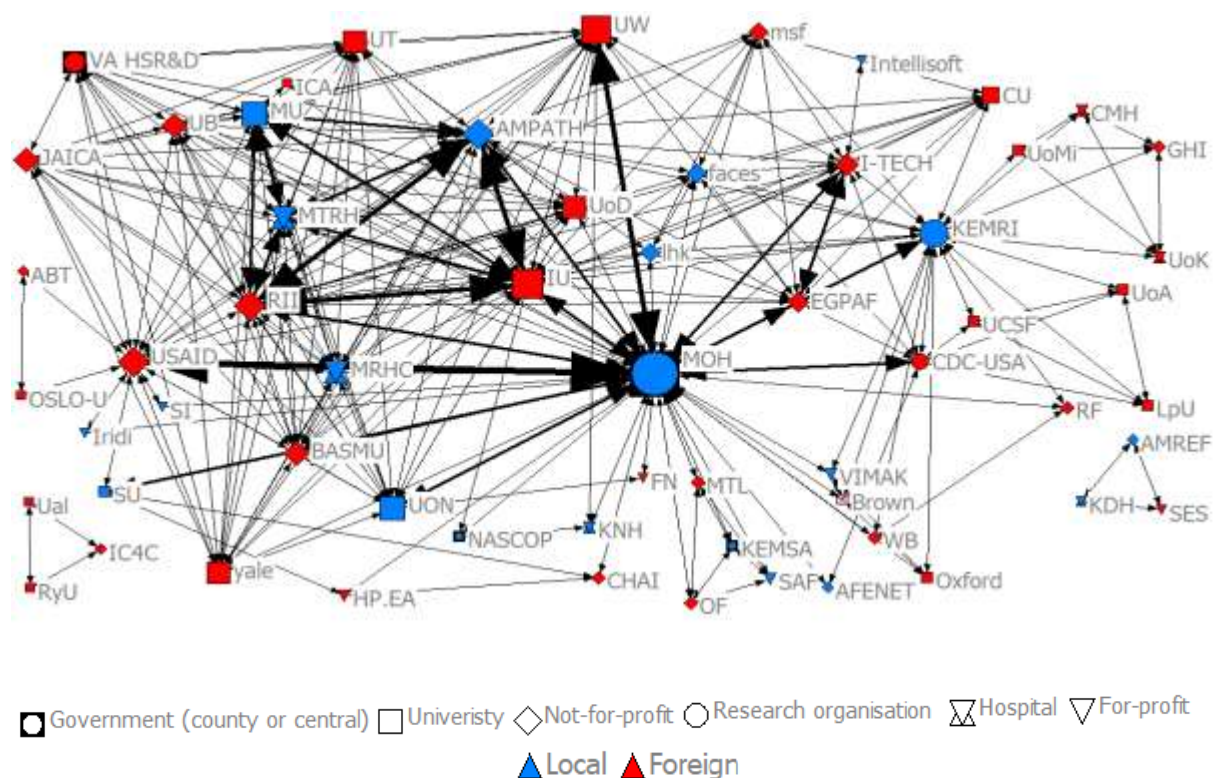 UW
msf
UT
VA HSR&D
Intellisoft
ICA
CU
MU
CMH
UB
AMPATH
JAICA
UoMi
GHI
I-TECH
faces
UoD
MTRH
KEMRI
Ihk
UoK
ABT
IU
RII
EGPAF
UoA
UCSF
USAID
MRHC
MOH
CDC-USA
OSLO-U
SI
RF
LpU
Iridi
AMREF
BASMU
FN
MTL
VIMAK
SU
UON
Brown
Ual
KDH
SES
NASCOP
KNH
WB
KEMSA
IC4C
yale
CHAI
SAF
Oxford
RyU
HP.EA
OF
AFENET
Government (county or central) Univeristy Not-for-profit Research organisation Hospital For-profit
Local Foreign